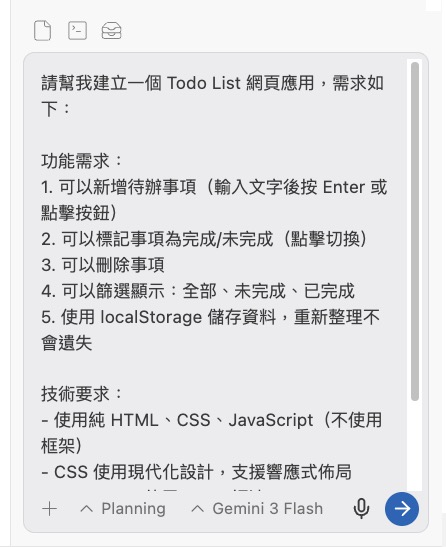 請幫我建立一個 Todo List 網頁應用，需求如
下：
功能需求：
1. 可以新增待辦事項（輸入文字後按 Enter 或
點擊按鈕）
2. 可以標記事項為完成/未完成（點擊切換）
3. 可以刪除事項
4. 可以篩選顯示：全部、未完成、已完成
5. 使用 localStorage 儲存資料，重新整理不
會遺失
技術要求：
- 使用純 HTML、CSS、JavaScript（不使用
框架）
- CSS 使用現代化設計，支援響應式佈局
Planning
Gemini 3 Flash